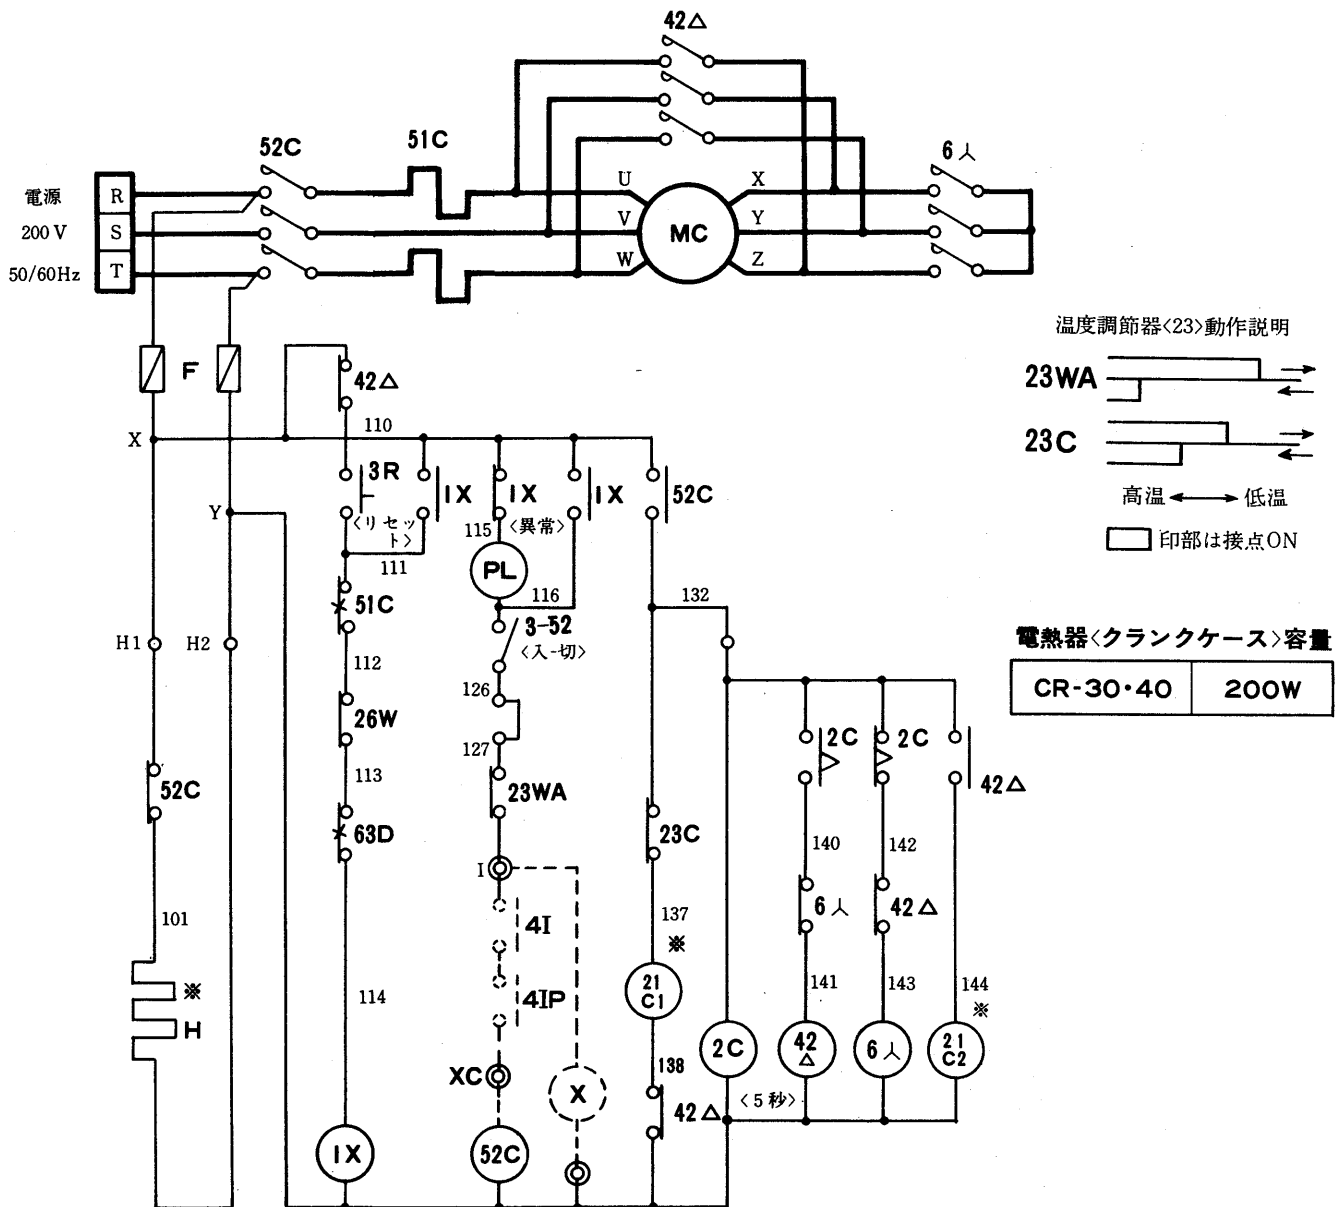 42△
52C
51C
6人
電源
200 V
50/60Hz
R
S
T
U
V
W
MC
X
Y
Z
F
温度調節器<23>動作説明
23WA
23C
高温 ←→ 低温
印部は接点ON
電熱器<クランクケース>容量
CR-30・40 200W
42△
X
110
3R
<リセット>
1X
1X
<異常>
1X
52C
Y
115
111
PL
116
132
51C
3-52
<入-切>
H1
H2
112
126
26W
127
113
2C
2C
42△
52C
23WA
23C
63D
140
142
I
6人
42△
101
4I
137
※
※
H
114
4IP
21
C1
141
143
144
※
2C
42
△
6人
21
C2
138
XC
X
<5秒>
42△
1X
52C